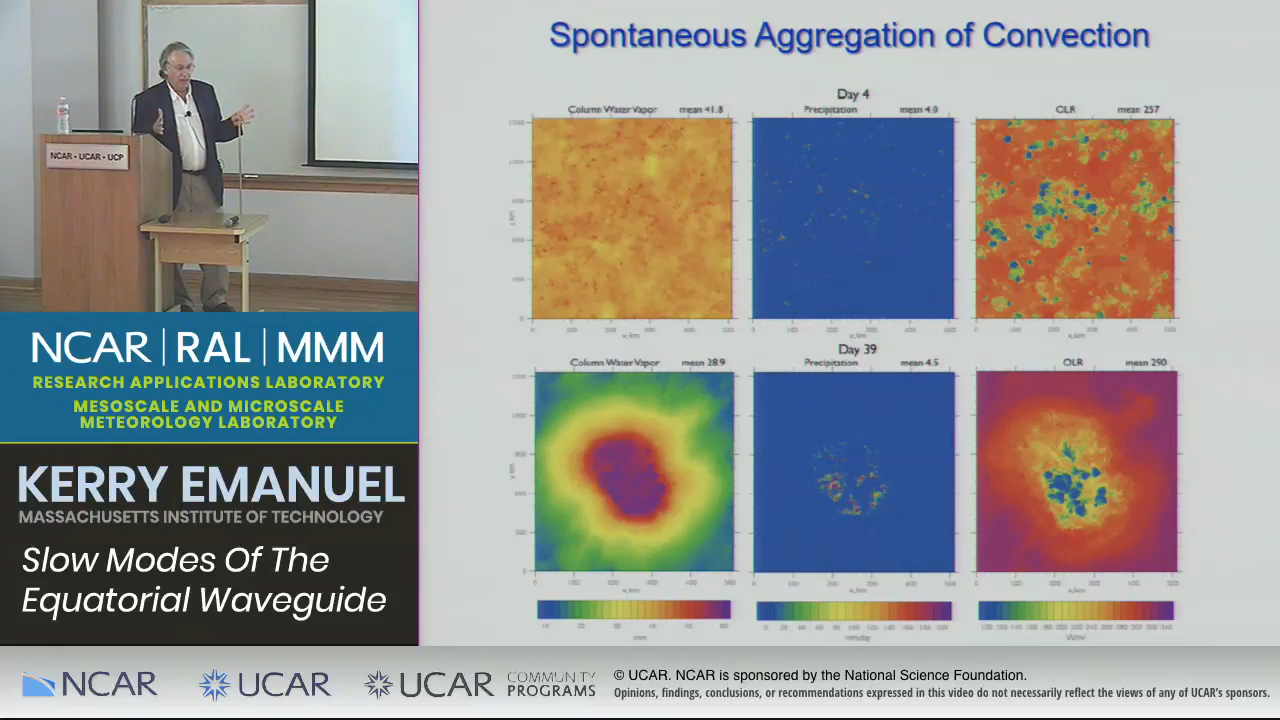 Spontaneous Aggregation of Convection
Day 4
Column Water Vapor mean 41.8
Precipitation mean 4.0
OLR mean 257
Day 39
Column Water Vapor mean 28.9
Precipitation mean 4.5
OLR mean 290
mm
mm/day
NCAR - UCAR - UCP
NCAR | RAL | MMM
RESEARCH APPLICATIONS LABORATORY
MESOSCALE AND MICROSCALE
METEOROLOGY LABORATORY
KERRY EMANUEL
MASSACHUSETTS INSTITUTE OF TECHNOLOGY
Slow Modes Of The
Equatorial Waveguide
NCAR
UCAR
UCAR
COMMUNITY
PROGRAMS
© UCAR. NCAR is sponsored by the National Science Foundation.
Opinions, findings, conclusions, or recommendations expressed in this video do not necessarily reflect the views of any of UCAR's sponsors.